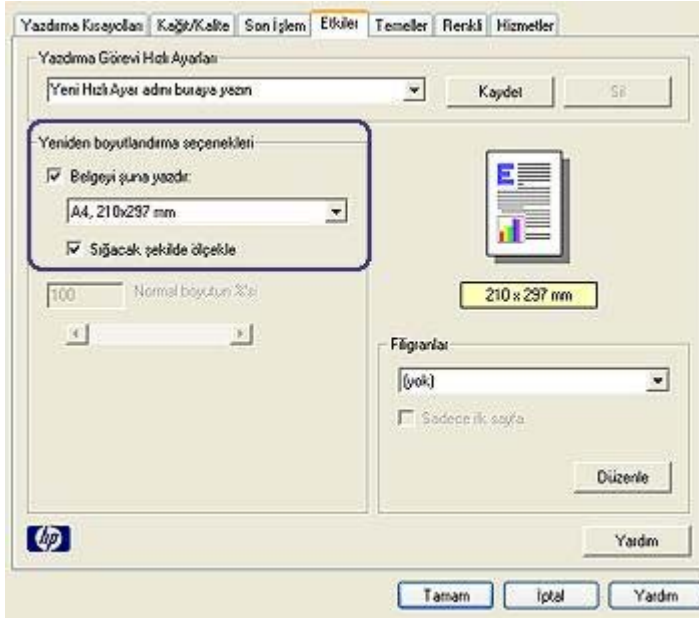 Yazdırma Kısayolları Kağıt/Kalite Son İşlem Etkiler Temeller Renkli Hizmetler
Yazdırma Görevi Hızlı Ayarları
Yeni Hızlı Ayar adını buraya yazın
Kaydet
Sil
Yeniden boyutlandırma seçenekleri
Belgeyi şuna yazdır:
A4, 210x297 mm
Sığacak şekilde ölçekle
100 Normal boyutun %'si
E
210 x 297 mm
Filigranlar
(yok)
Sadece ilk sayfa
Düzenle
hp
Yardım
Tamam İptal Yardım